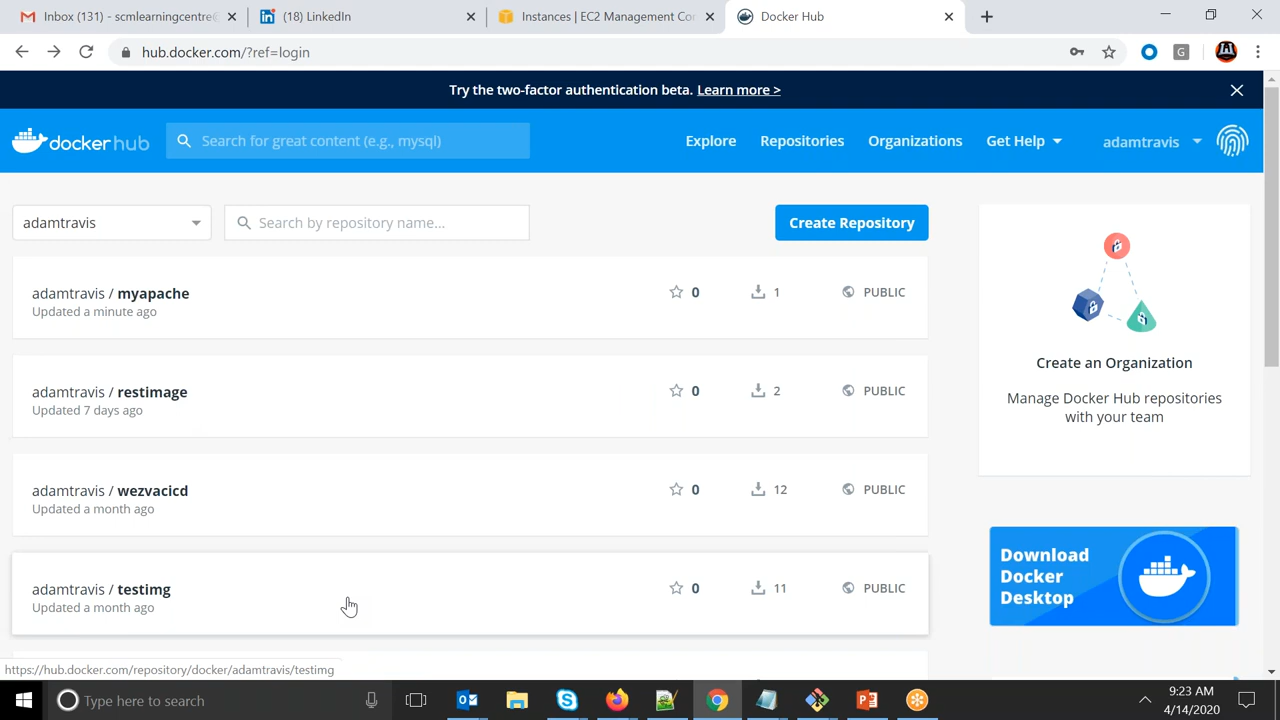 Inbox (131) - scmlearningcentre@
(18) LinkedIn
Instances | EC2 Management Con
Docker Hub
hub.docker.com/?ref=login
G
Try the two-factor authentication beta. Learn more >
docker hub
Search for great content (e.g., mysql)
Explore
Repositories
Organizations
Get Help
adamtravis
adamtravis
Search by repository name...
Create Repository
adamtravis / myapache
Updated a minute ago
0
1
PUBLIC
adamtravis / restimage
Updated 7 days ago
0
2
PUBLIC
adamtravis / wezvacicd
Updated a month ago
0
12
PUBLIC
adamtravis / testimg
Updated a month ago
0
11
PUBLIC
Create an Organization
Manage Docker Hub repositories
with your team
Download
Docker
Desktop
https://hub.docker.com/repository/docker/adamtravis/testimg
Type here to search
9:23 AM
4/14/2020